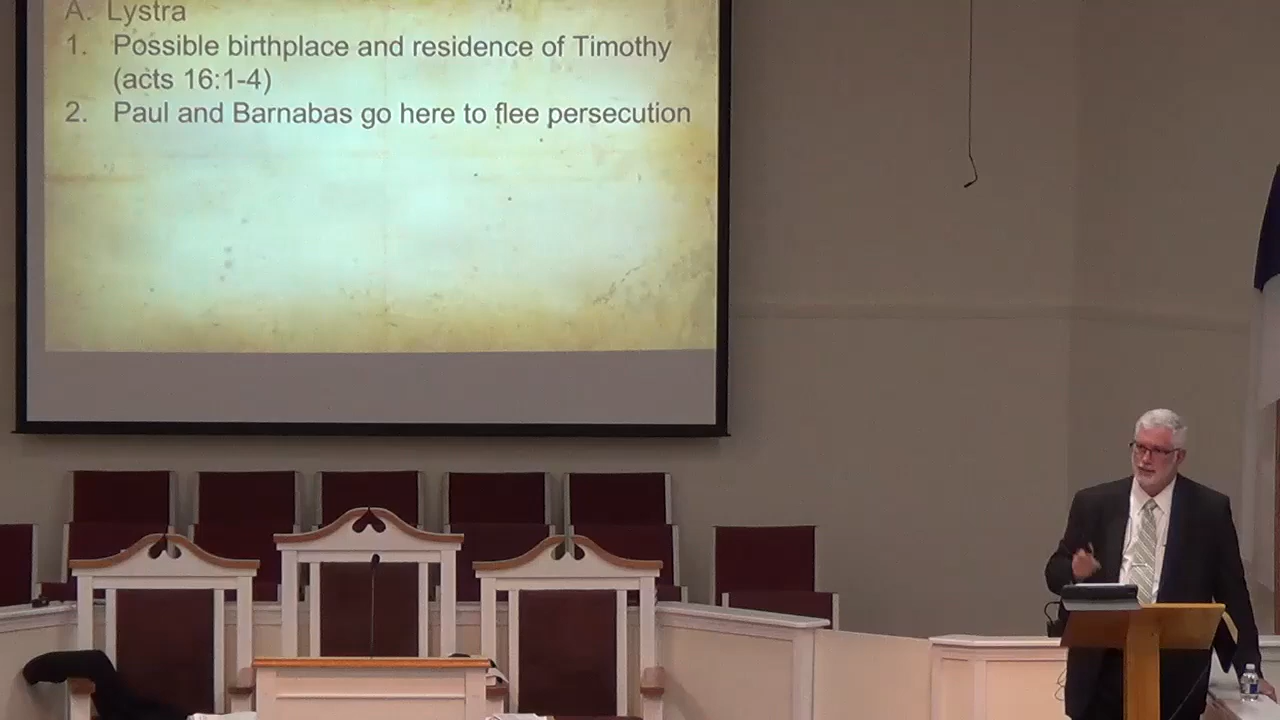 A. Lystra
1. Possible birthplace and residence of Timothy
(acts 16:1-4)
2. Paul and Barnabas go here to flee persecution